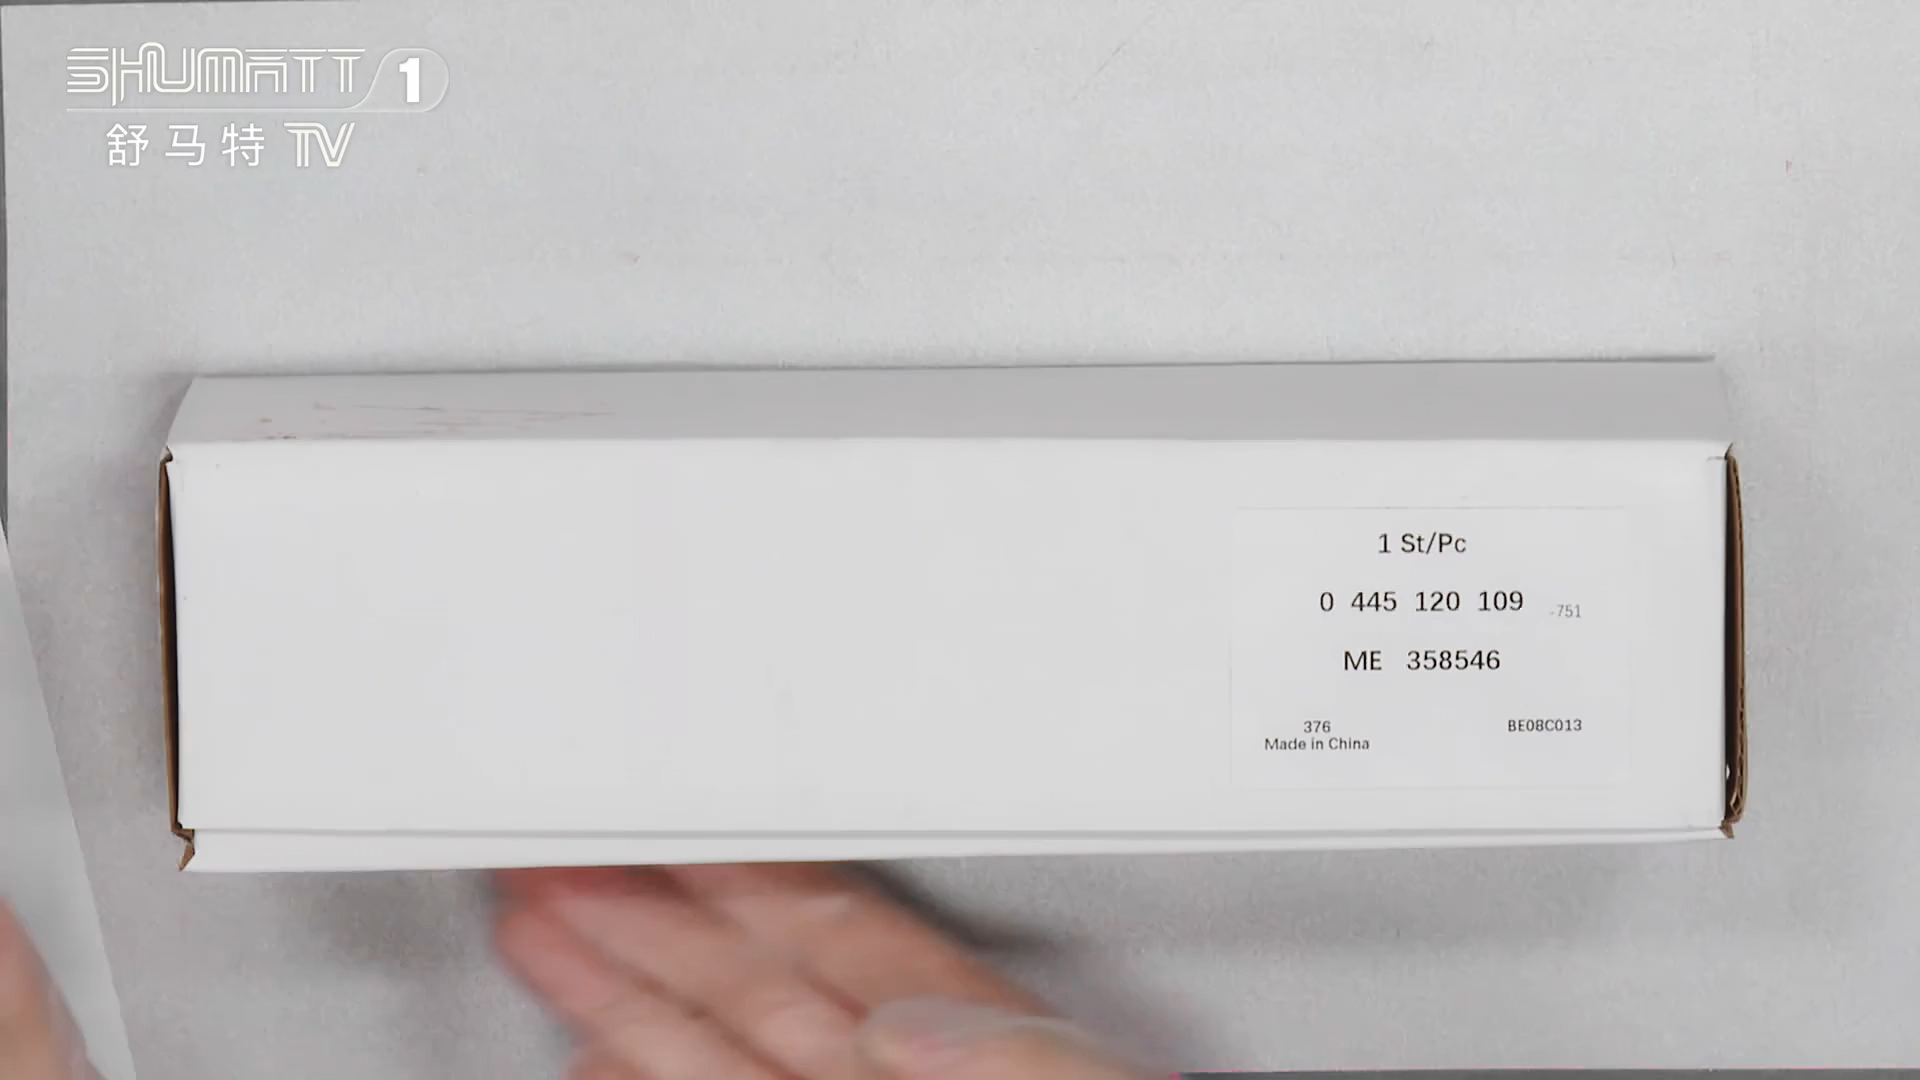 SHUMATT 1
舒马特 TV
1 St/Pc
0 445 120 109 -751
ME 358546
376
Made in China
BE08C013